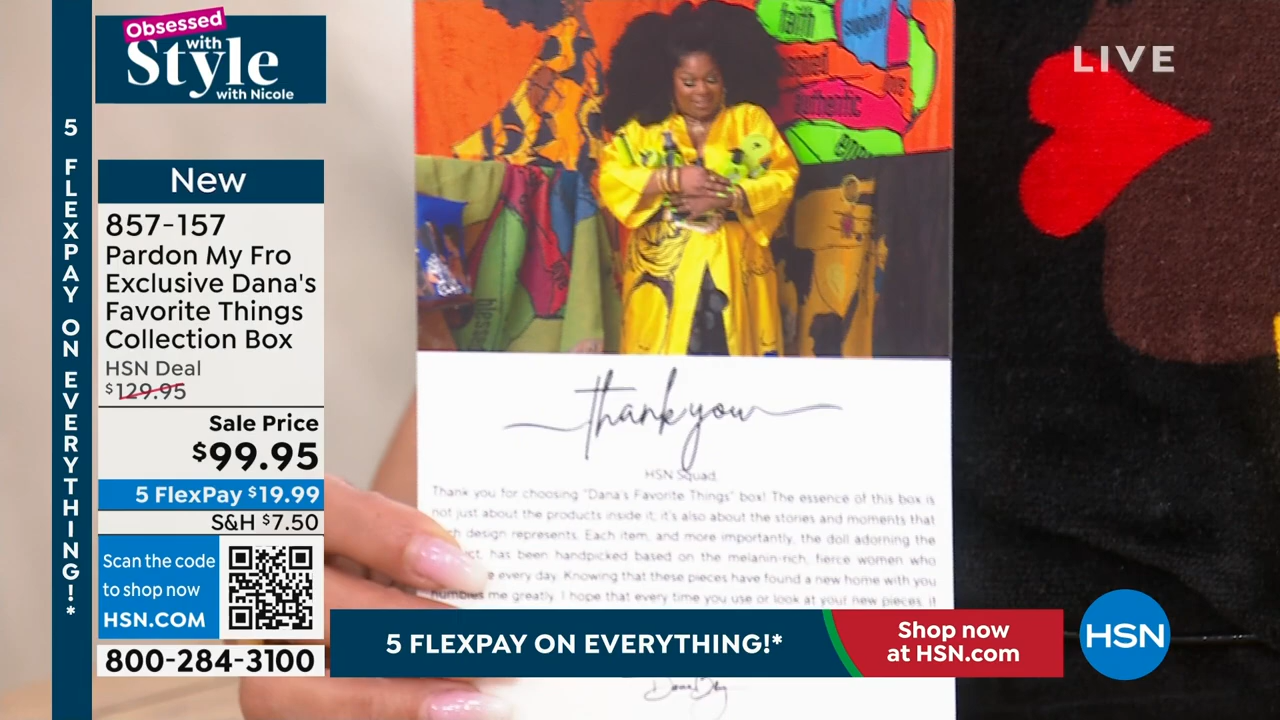 Obsessed
with
Style
with Nicole
LIVE
5 FLEXPAY ON EVERYTHING!*
New
857-157
Pardon My Fro
Exclusive Dana's
Favorite Things
Collection Box
HSN Deal
$129.95
Sale Price
$99.95
5 FlexPay $19.99
S&H $7.50
Scan the code
to shop now
HSN.COM
800-284-3100
faith
support
authentic
thank you
HSN Squad,
Thank you for choosing "Dana's Favorite Things" box! The essence of this box is
not just about the products inside it; it's also about the stories and moments that
design represents. Each item, and more importantly, the doll adorning the
has been handpicked based on the melanin-rich, fierce women who
every day. Knowing that these pieces have found a new home with you
humbles me greatly. I hope that every time you use or look at your new pieces, it
5 FLEXPAY ON EVERYTHING!*
Shop now
at HSN.com
HSN